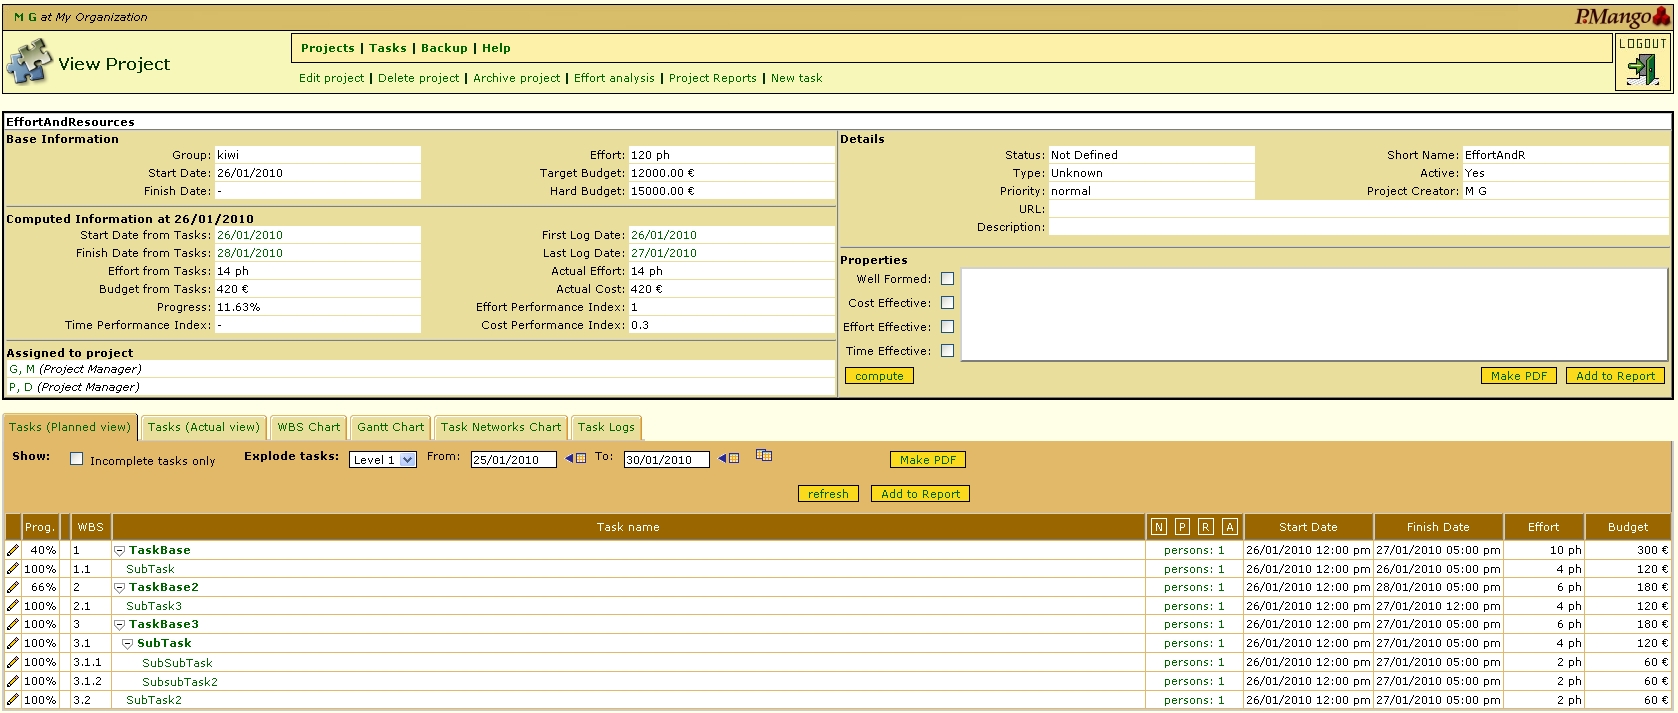 M G at My Organization
P.Mango
View Project
Projects | Tasks | Backup | Help
Edit project | Delete project | Archive project | Effort analysis | Project Reports | New task
LOGOUT
EffortAndResources
Base Information
Group: kiwi Effort: 120 ph
Start Date: 26/01/2010 Target Budget: 12000.00 €
Finish Date: - Hard Budget: 15000.00 €
Computed Information at 26/01/2010
Start Date from Tasks: 26/01/2010 First Log Date: 26/01/2010
Finish Date from Tasks: 28/01/2010 Last Log Date: 27/01/2010
Effort from Tasks: 14 ph Actual Effort: 14 ph
Budget from Tasks: 420 € Actual Cost: 420 €
Progress: 11.63% Effort Performance Index: 1
Time Performance Index: - Cost Performance Index: 0.3
Assigned to project
G, M (Project Manager)
P, D (Project Manager)
Details
Status: Not Defined Short Name: EffortAndR
Type: Unknown Active: Yes
Priority: normal Project Creator: M G
URL:
Description:
Properties
Well Formed:
Cost Effective:
Effort Effective:
Time Effective:
compute Make PDF Add to Report
Tasks (Planned view) Tasks (Actual view) WBS Chart Gantt Chart Task Networks Chart Task Logs
Show: Incomplete tasks only Explode tasks: Level 1 From: 25/01/2010 To: 30/01/2010 Make PDF
refresh Add to Report
Prog. WBS Task name N P R A Start Date Finish Date Effort Budget
40% 1 TaskBase persons: 1 26/01/2010 12:00 pm 27/01/2010 05:00 pm 10 ph 300 €
100% 1.1 SubTask persons: 1 26/01/2010 12:00 pm 26/01/2010 05:00 pm 4 ph 120 €
66% 2 TaskBase2 persons: 1 26/01/2010 12:00 pm 28/01/2010 05:00 pm 6 ph 180 €
100% 2.1 SubTask3 persons: 1 26/01/2010 12:00 pm 27/01/2010 12:00 pm 4 ph 120 €
100% 3 TaskBase3 persons: 1 26/01/2010 12:00 pm 27/01/2010 05:00 pm 6 ph 180 €
100% 3.1 SubTask persons: 1 26/01/2010 12:00 pm 27/01/2010 05:00 pm 4 ph 120 €
100% 3.1.1 SubSubTask persons: 1 26/01/2010 12:00 pm 27/01/2010 05:00 pm 2 ph 60 €
100% 3.1.2 SubsubTask2 persons: 1 26/01/2010 12:00 pm 27/01/2010 05:00 pm 2 ph 60 €
100% 3.2 SubTask2 persons: 1 26/01/2010 12:00 pm 27/01/2010 05:00 pm 2 ph 60 €